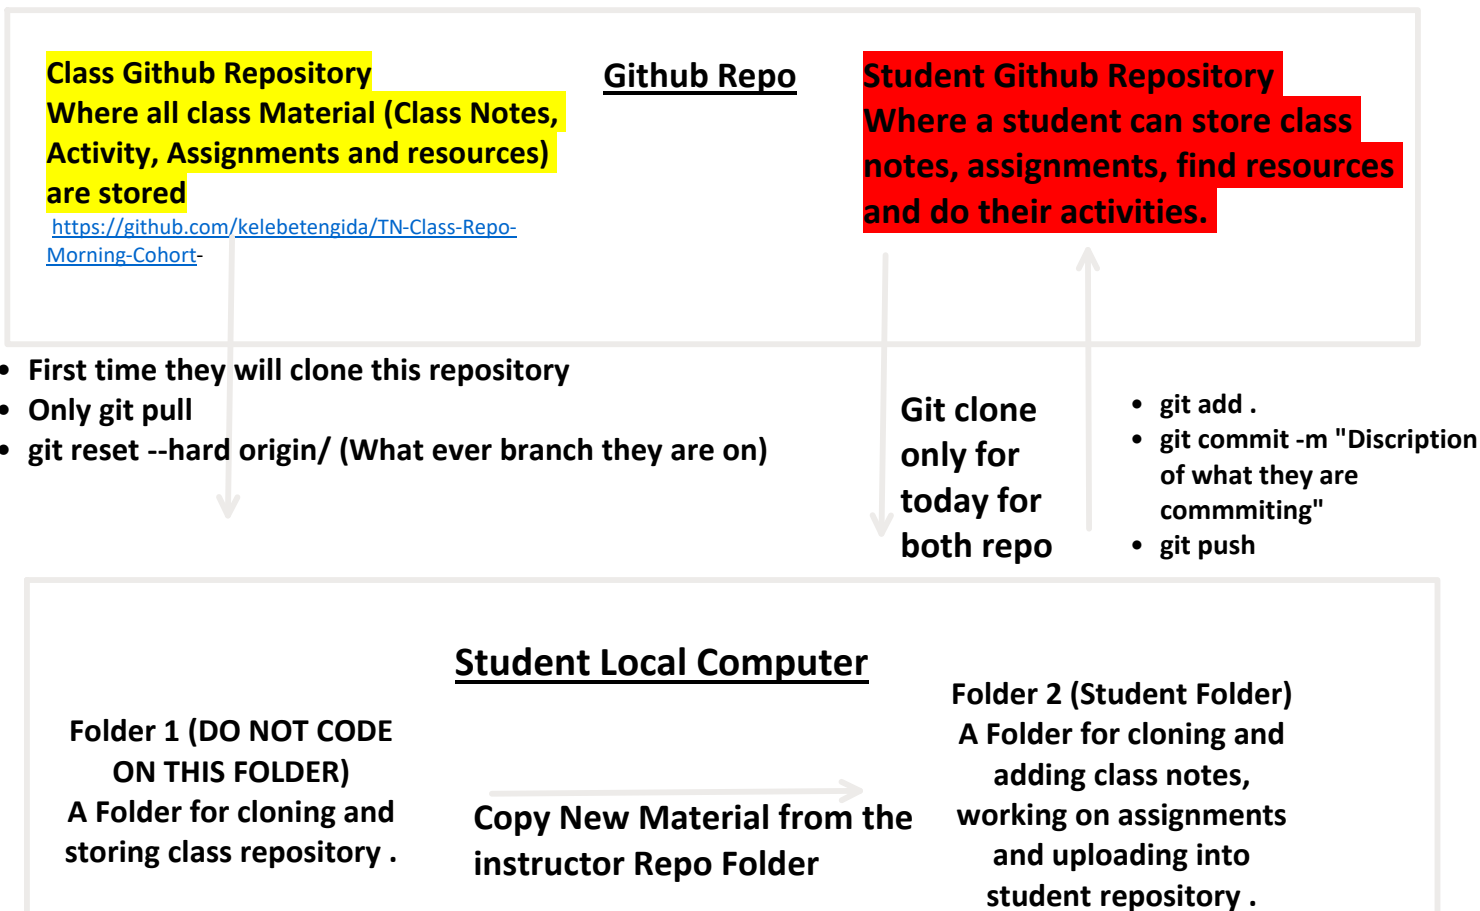 Class Github Repository
Where all class Material (Class Notes,
Activity, Assignments and resources)
are stored
https://github.com/kelebetengida/TN-Class-Repo-
Morning-Cohort-
Github Repo
Student Github Repository
Where a student can store class
notes, assignments, find resources
and do their activities.
• First time they will clone this repository
• Only git pull
• git reset --hard origin/ (What ever branch they are on)
Git clone
only for
today for
both repo
• git add .
• git commit -m "Discription
of what they are
commmiting"
• git push
Student Local Computer
Folder 1 (DO NOT CODE
ON THIS FOLDER)
A Folder for cloning and
storing class repository .
Copy New Material from the
instructor Repo Folder
Folder 2 (Student Folder)
A Folder for cloning and
adding class notes,
working on assignments
and uploading into
student repository .